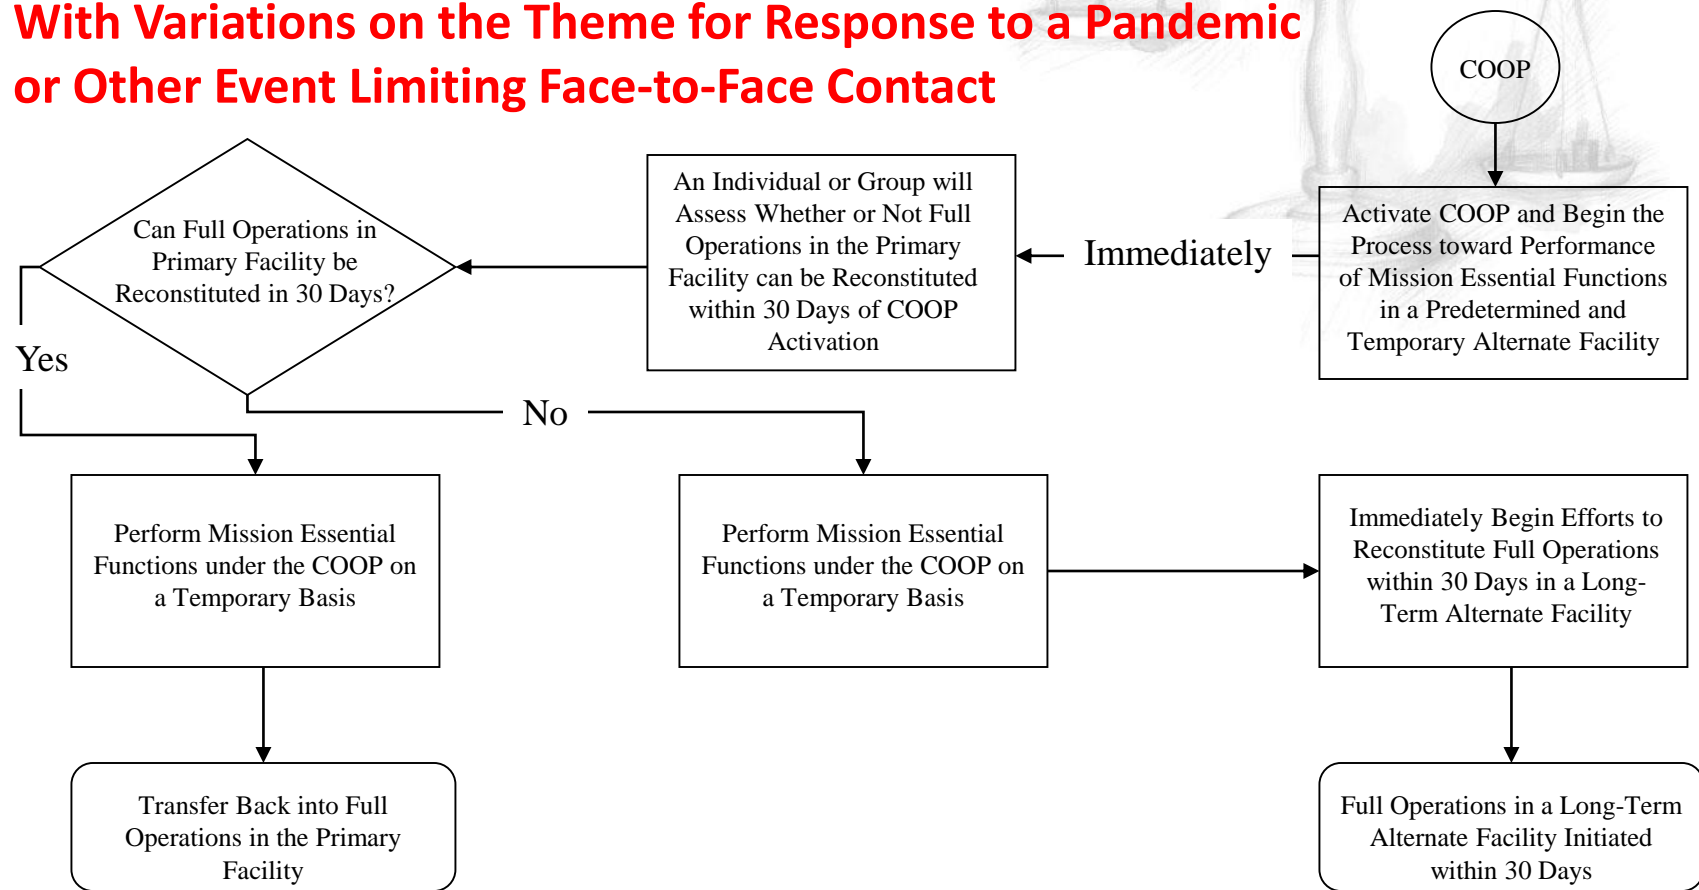 With Variations on the Theme for Response to a Pandemic
or Other Event Limiting Face-to-Face Contact
COOP
Activate COOP and Begin the
Process toward Performance
of Mission Essential Functions
in a Predetermined and
Temporary Alternate Facility
Immediately
An Individual or Group will
Assess Whether or Not Full
Operations in the Primary
Facility can be Reconstituted
within 30 Days of COOP
Activation
Can Full Operations in
Primary Facility be
Reconstituted in 30 Days?
Yes
No
Perform Mission Essential
Functions under the COOP on
a Temporary Basis
Perform Mission Essential
Functions under the COOP on
a Temporary Basis
Immediately Begin Efforts to
Reconstitute Full Operations
within 30 Days in a Long-
Term Alternate Facility
Transfer Back into Full
Operations in the Primary
Facility
Full Operations in a Long-Term
Alternate Facility Initiated
within 30 Days